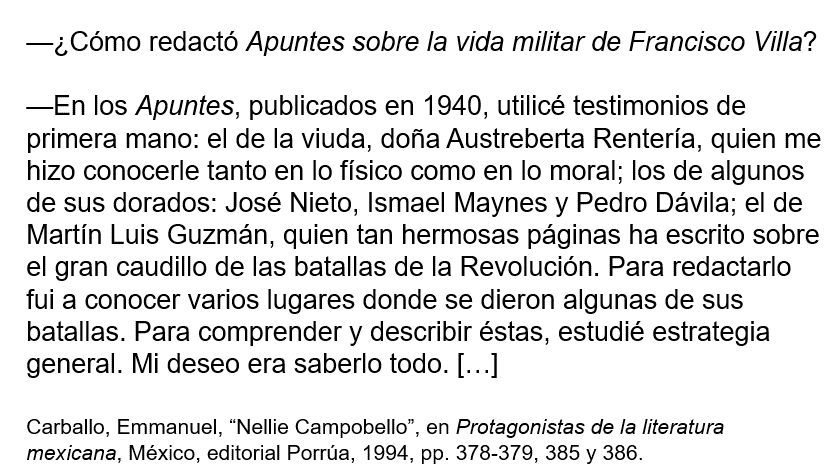 —¿Cómo redactó Apuntes sobre la vida militar de Francisco Villa?
—En los Apuntes, publicados en 1940, utilicé testimonios de
primera mano: el de la viuda, doña Austreberta Rentería, quien me
hizo conocerle tanto en lo físico como en lo moral; los de algunos
de sus dorados: José Nieto, Ismael Maynes y Pedro Dávila; el de
Martín Luis Guzmán, quien tan hermosas páginas ha escrito sobre
el gran caudillo de las batallas de la Revolución. Para redactarlo
fui a conocer varios lugares donde se dieron algunas de sus
batallas. Para comprender y describir éstas, estudié estrategia
general. Mi deseo era saberlo todo. […]
Carballo, Emmanuel, “Nellie Campobello”, en Protagonistas de la literatura
mexicana, México, editorial Porrúa, 1994, pp. 378-379, 385 y 386.